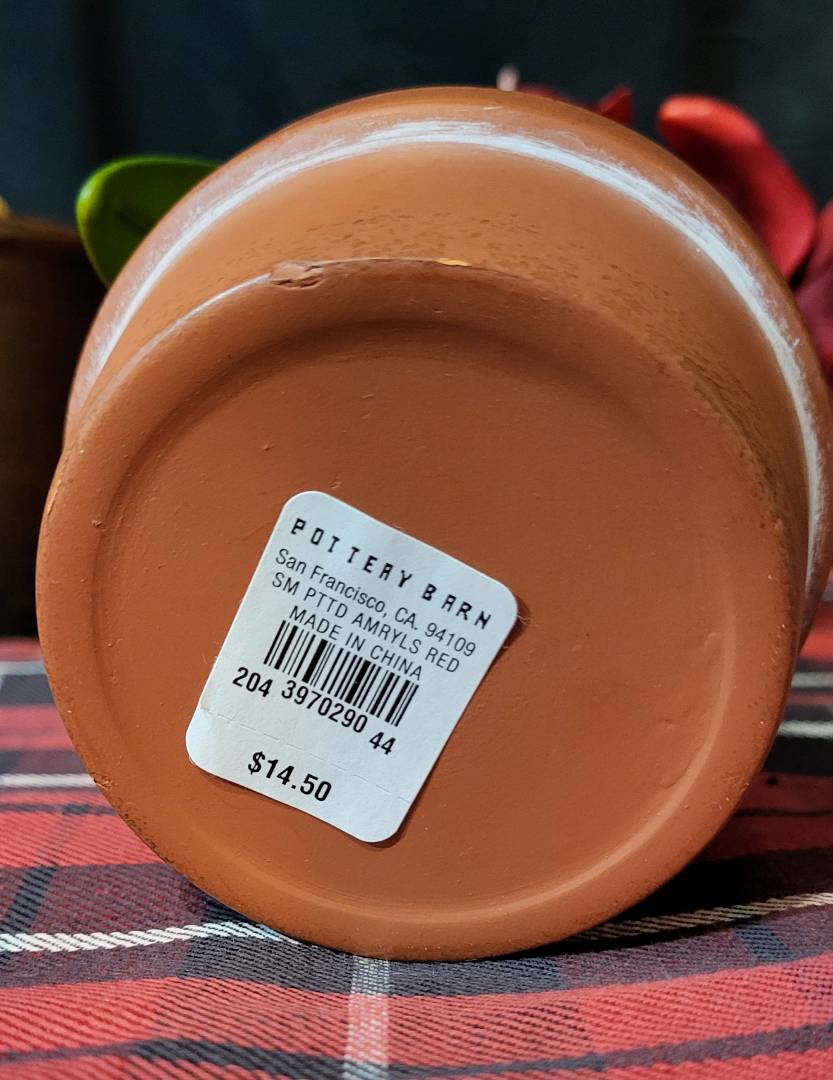 POTTERY BARN
San Francisco, CA. 94109
SM PTTD AMRYLS RED
MADE IN CHINA
204 3970290 44
$14.50